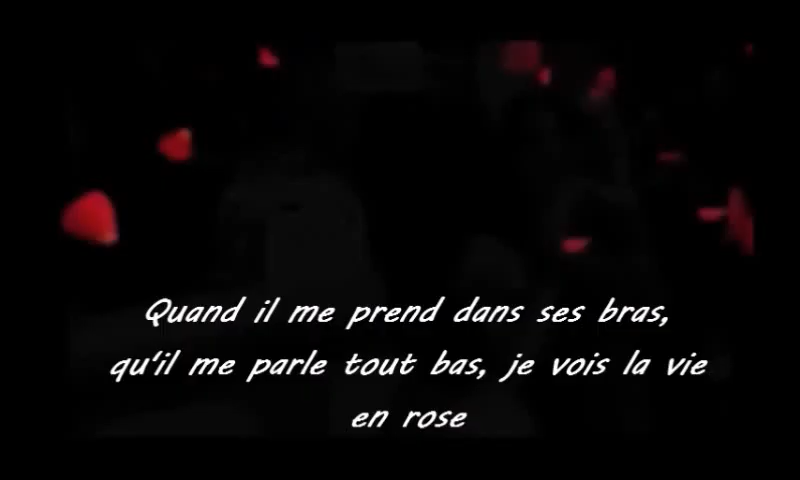 Quand il me prend dans ses bras,
qu'il me parle tout bas, je vois la vie
en rose